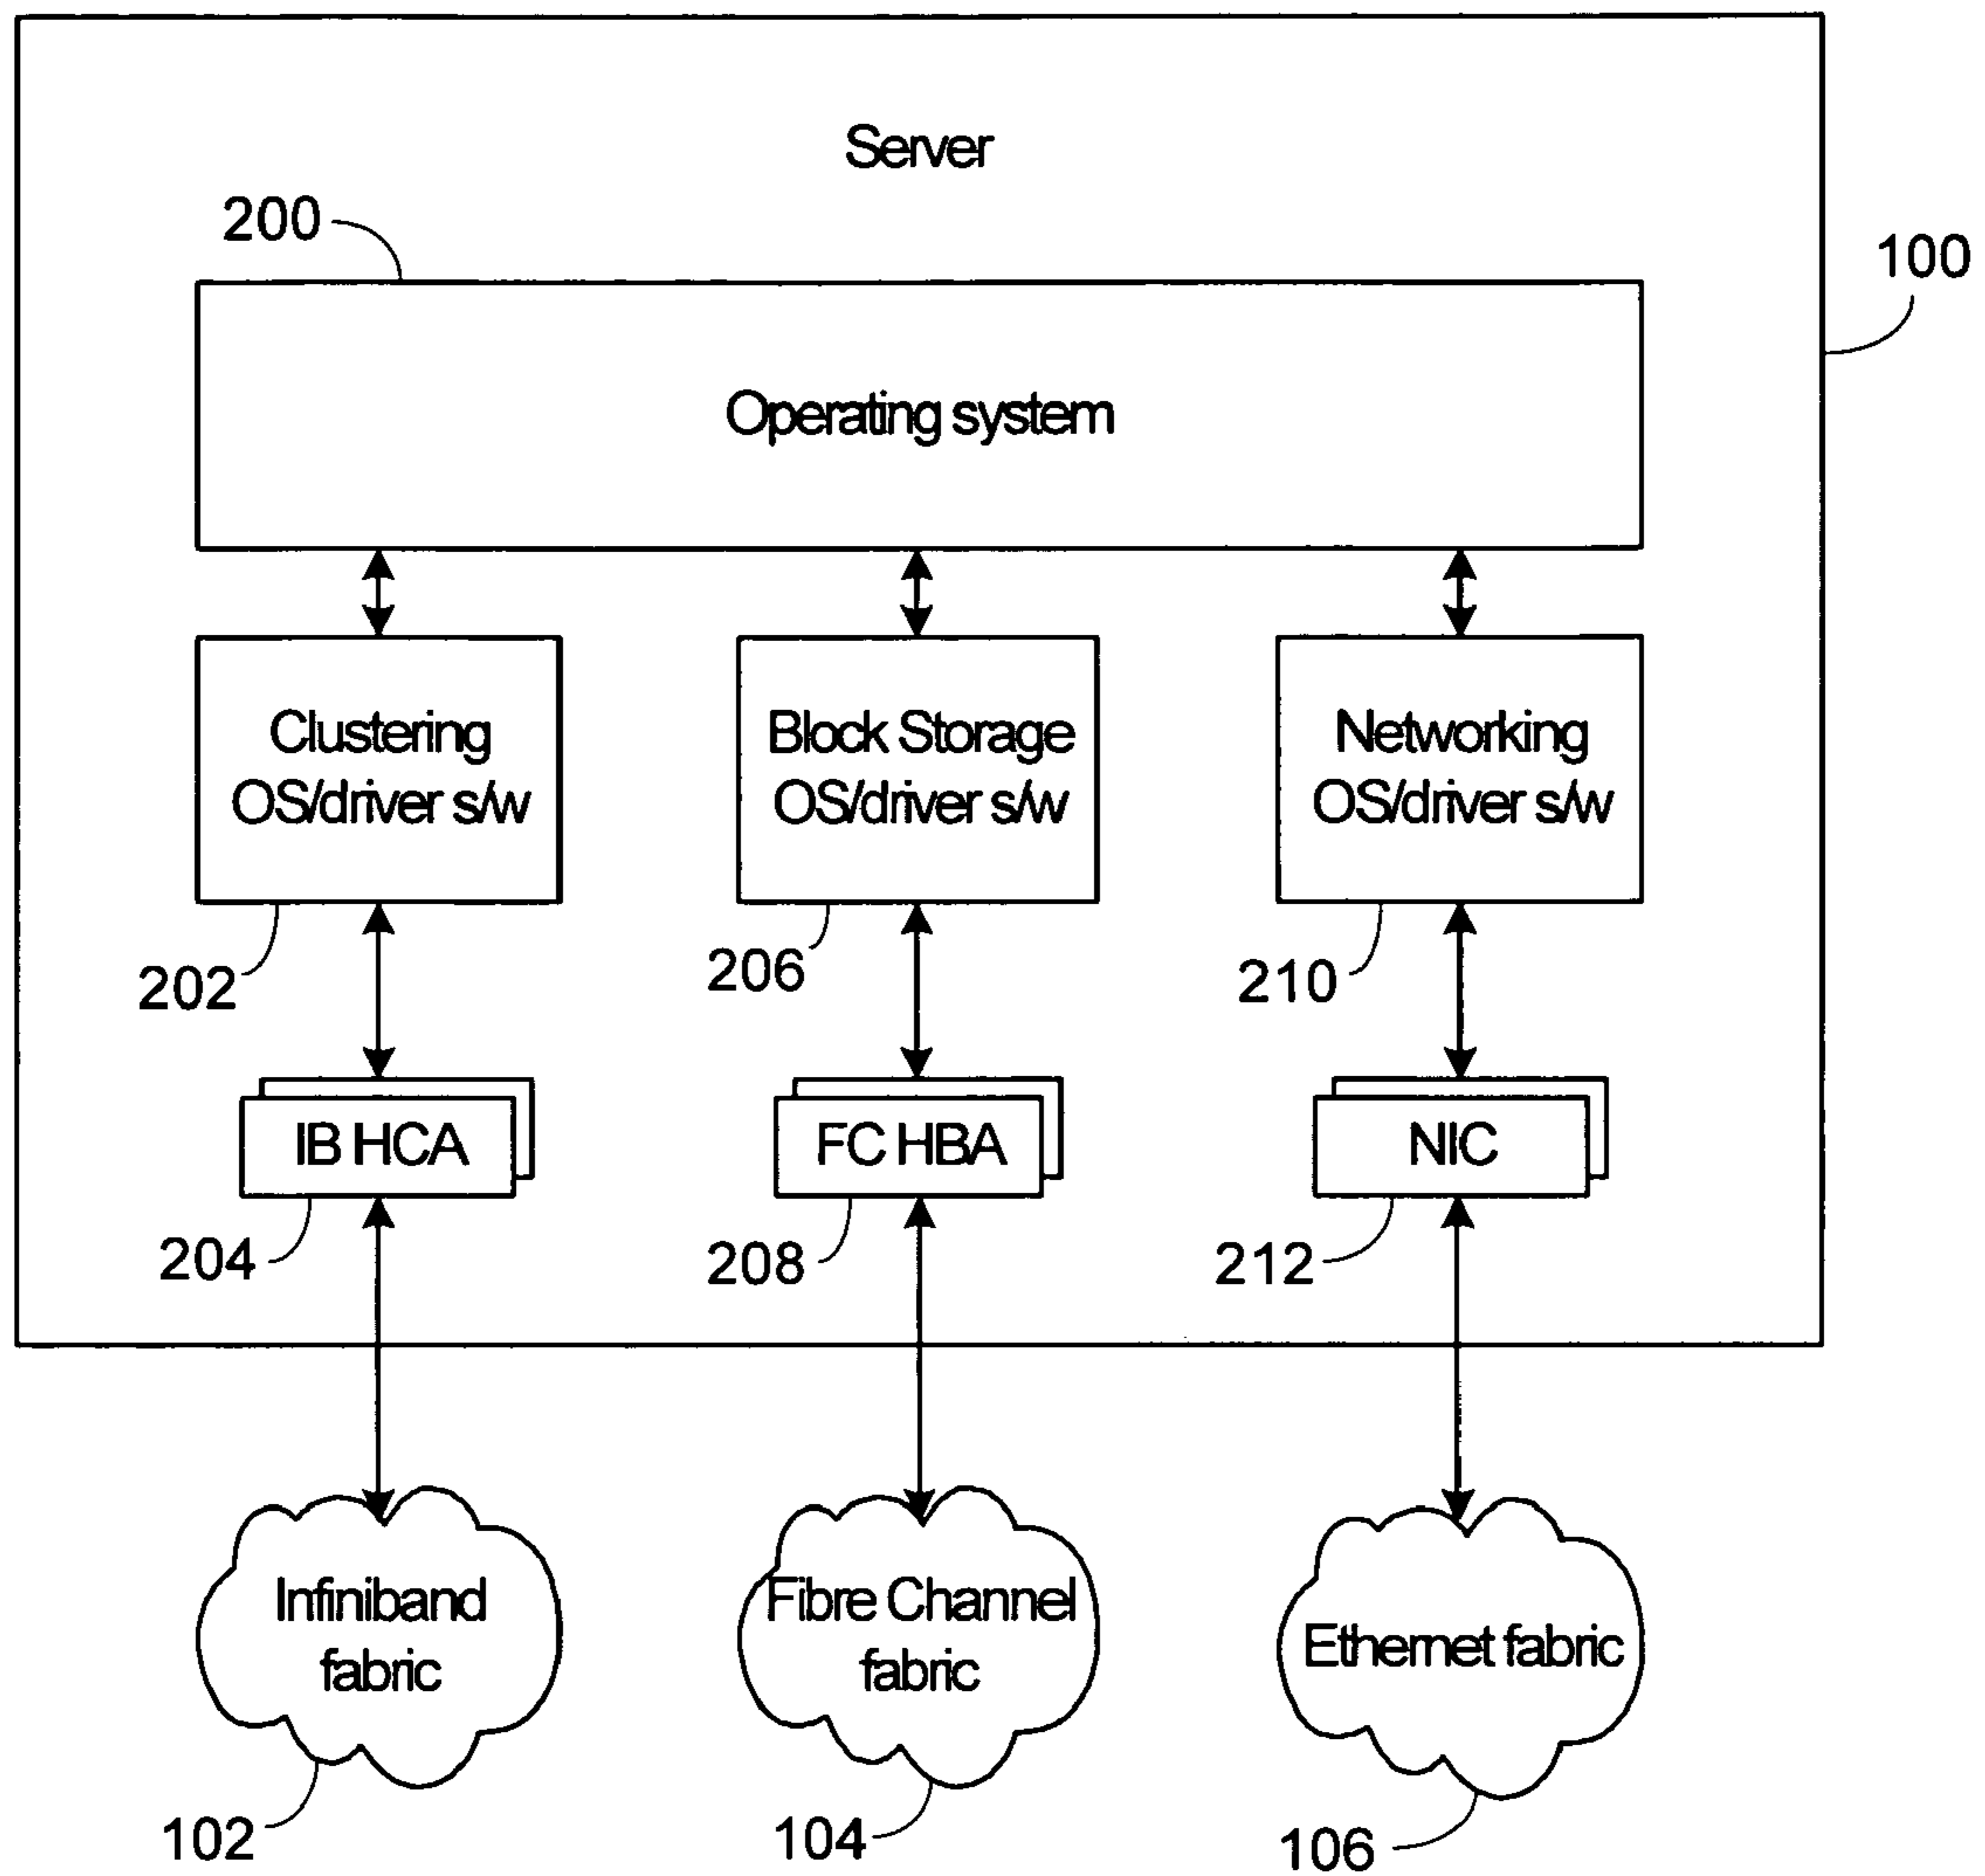 Server
200
100
Operating system
Clustering
OS/driver s/w
Block Storage
OS/driver s/w
Networking
OS/driver s/w
202
206
210
IB HCA
FC HBA
NIC
204
208
212
Infiniband
fabric
Fibre Channel
fabric
Ethernet fabric
102
104
106